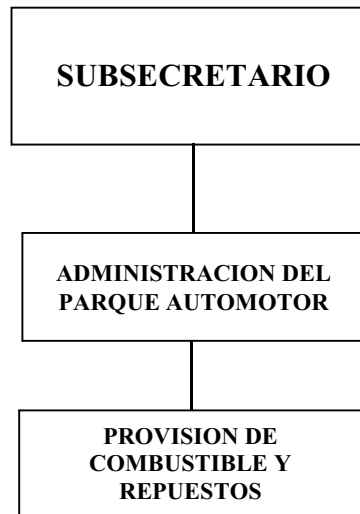 SUBSECRETARIO
ADMINISTRACION DEL
PARQUE AUTOMOTOR
PROVISION DE
COMBUSTIBLE Y
REPUESTOS